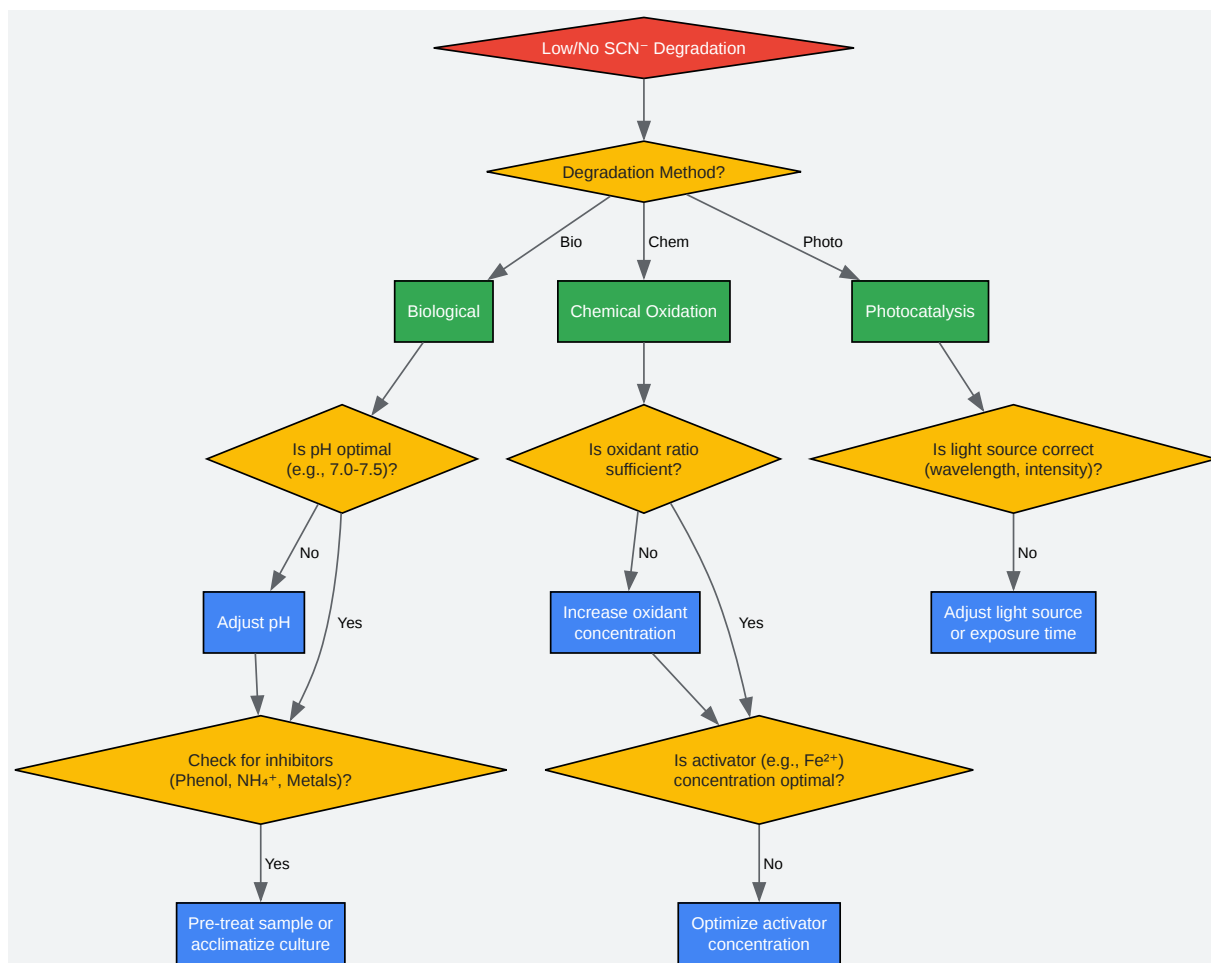 Low/No SCN⁻ Degradation
Degradation Method?
Bio
Chem
Photo
Biological
Chemical Oxidation
Photocatalysis
Is pH optimal
(e.g., 7.0-7.5)?
Is oxidant ratio
sufficient?
Is light source correct
(wavelength, intensity)?
No
No
No
Adjust pH
Yes
Increase oxidant
concentration
Yes
Adjust light source
or exposure time
Check for inhibitors
(Phenol, NH₄⁺, Metals)?
Is activator (e.g., Fe²⁺)
concentration optimal?
Yes
No
Pre-treat sample or
acclimatize culture
Optimize activator
concentration